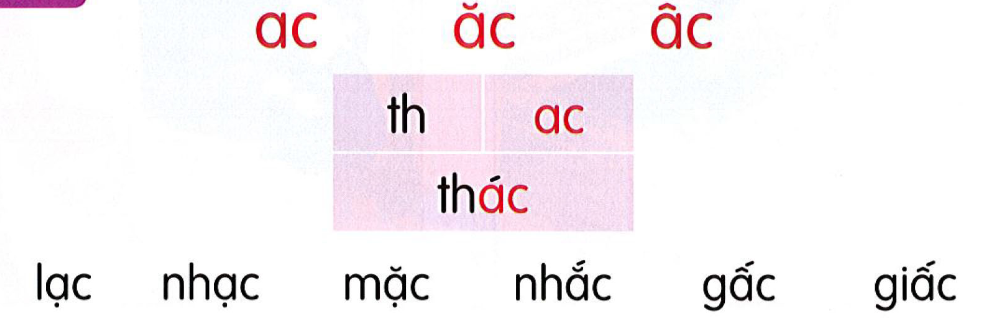 ac ăc âc
th ac
thác
lạc nhạc mặc nhắc gấc giấc